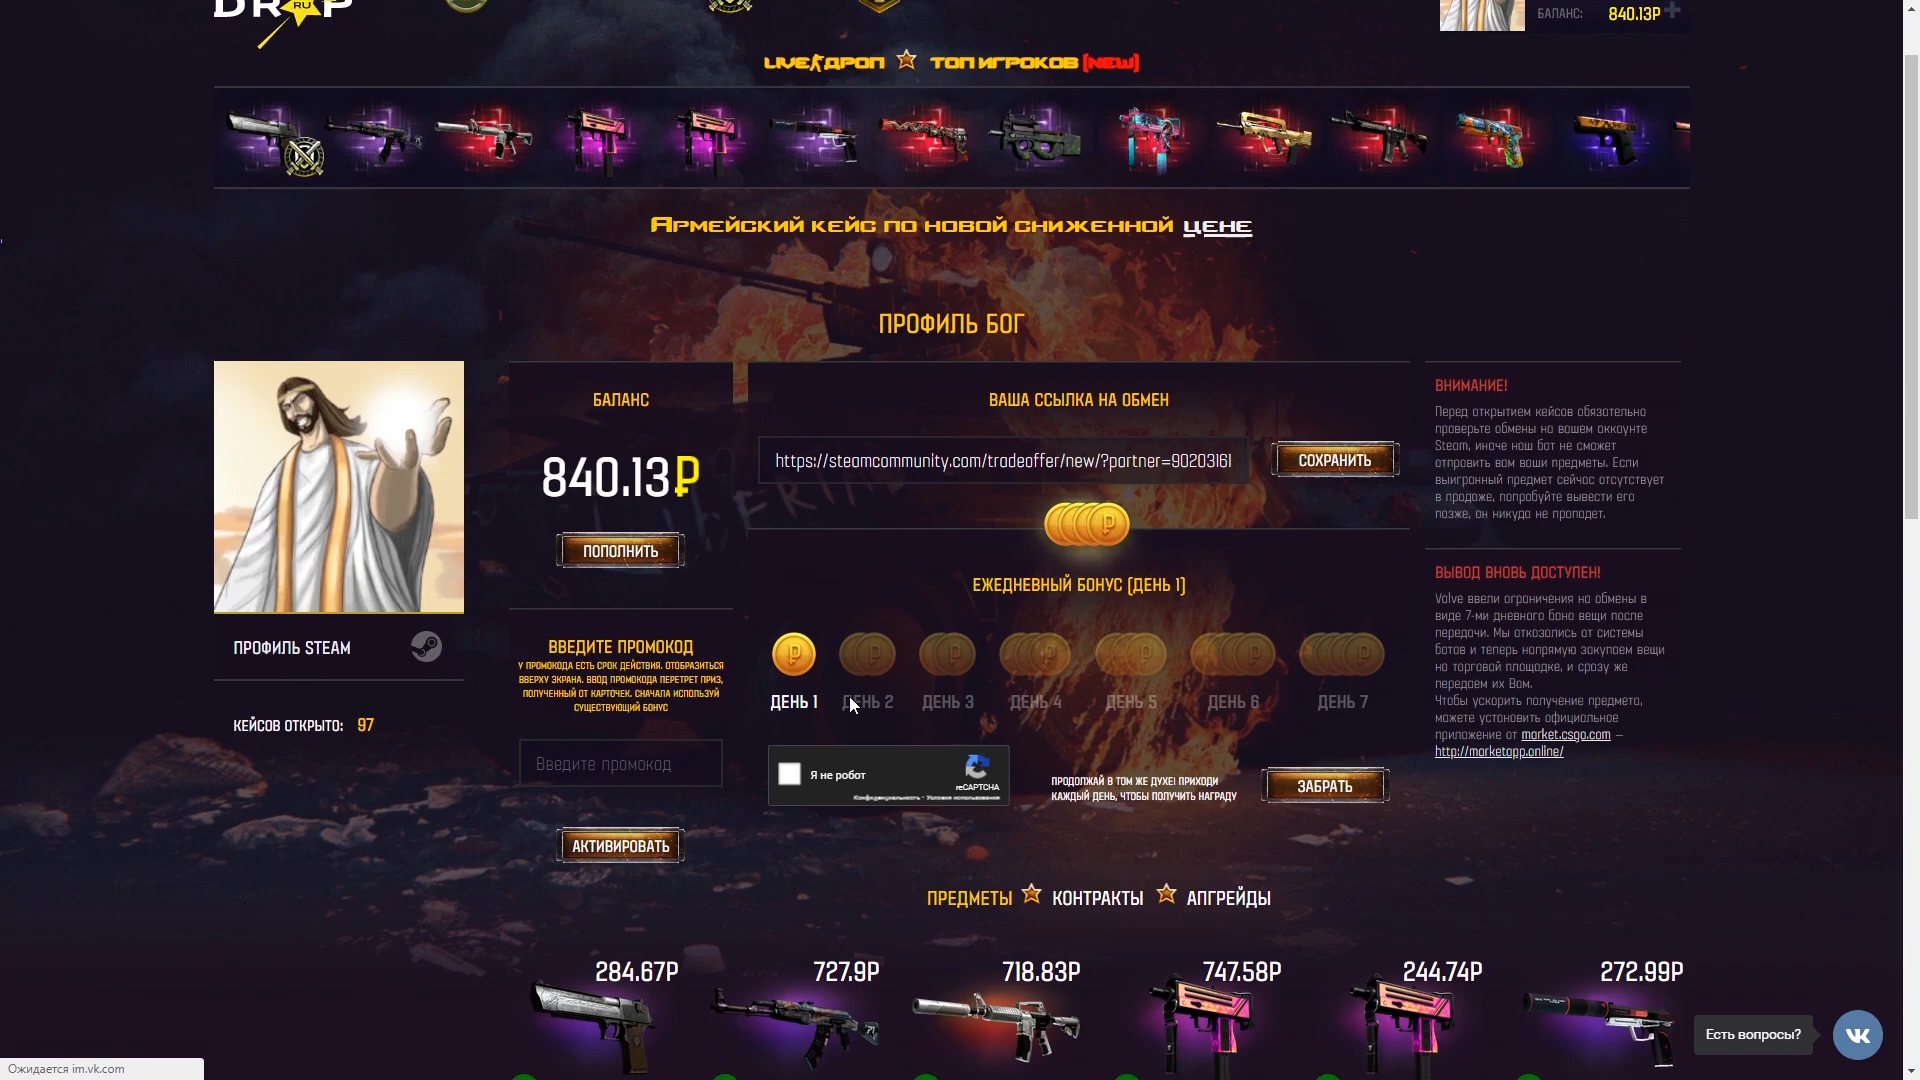 DROP
RU
БАЛАНС: 840.13Р
LIVE ДРОП ТОП ИГРОКОВ (NEW)
Армейский кейс по новой сниженной цене
ПРОФИЛЬ БОГ
ПРОФИЛЬ STEAM
КЕЙСОВ ОТКРЫТО: 97
БАЛАНС
840.13₽
ПОПОЛНИТЬ
ВВЕДИТЕ ПРОМОКОД
У ПРОМОКОДА ЕСТЬ СРОК ДЕЙСТВИЯ. ОТОБРАЗИТЬСЯ
ВВЕРХУ ЭКРАНА. ВВОД ПРОМОКОДА ПЕРЕТРЕТ ПРИЗ,
ПОЛУЧЕННЫЙ ОТ КАРТОЧЕК. СНАЧАЛА ИСПОЛЬЗУЙ
СУЩЕСТВУЮЩИЙ БОНУС
Введите промокод
АКТИВИРОВАТЬ
ВАША ССЫЛКА НА ОБМЕН
https://steamcommunity.com/tradeoffer/new/?partner=90203161
СОХРАНИТЬ
ЕЖЕДНЕВНЫЙ БОНУС (ДЕНЬ 1)
ДЕНЬ 1 ДЕНЬ 2 ДЕНЬ 3 ДЕНЬ 4 ДЕНЬ 5 ДЕНЬ 6 ДЕНЬ 7
Я не робот
reCAPTCHA
Конфиденциальность - Условия использования
ПРОДОЛЖАЙ В ТОМ ЖЕ ДУХЕ! ПРИХОДИ
КАЖДЫЙ ДЕНЬ, ЧТОБЫ ПОЛУЧИТЬ НАГРАДУ
ЗАБРАТЬ
ВНИМАНИЕ!
Перед открытием кейсов обязательно
проверьте обмены на вашем аккаунте
Steam, иначе наш бот не сможет
отправить вам ваши предметы. Если
выигранный предмет сейчас отсутствует
в продаже, попробуйте вывести его
позже, он никуда не пропадет.
ВЫВОД ВНОВЬ ДОСТУПЕН!
Valve ввели ограничения на обмены в
виде 7-ми дневного бана вещи после
передачи. Мы отказались от системы
ботов и теперь напрямую закупаем вещи
на торговой площадке, и сразу же
передаем их Вам.
Чтобы ускорить получение предмета,
можете установить официальное
приложение от market.csgo.com —
http://marketapp.online/
ПРЕДМЕТЫ КОНТРАКТЫ АПГРЕЙДЫ
284.67Р 727.9Р 718.83Р 747.58Р 244.74Р 272.99Р
Есть вопросы?
Ожидается im.vk.com